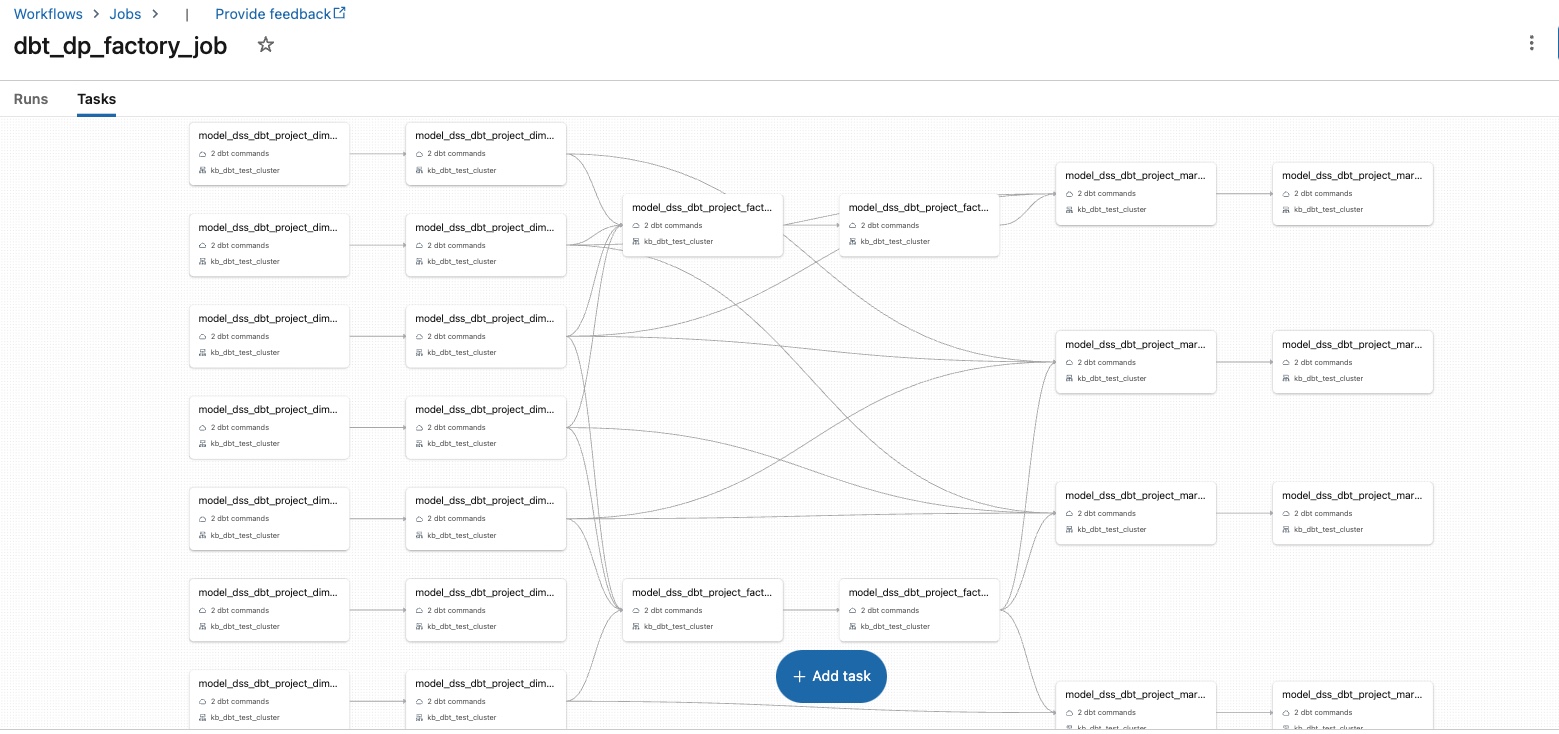 Workflows > Jobs > | Provide feedback
dbt_dp_factory_job
Runs Tasks
model_dss_dbt_project_dim...
2 dbt commands
kb_dbt_test_cluster
model_dss_dbt_project_dim...
2 dbt commands
kb_dbt_test_cluster
model_dss_dbt_project_mar...
2 dbt commands
kb_dbt_test_cluster
model_dss_dbt_project_mar...
2 dbt commands
kb_dbt_test_cluster
model_dss_dbt_project_fact...
2 dbt commands
kb_dbt_test_cluster
model_dss_dbt_project_fact...
2 dbt commands
kb_dbt_test_cluster
model_dss_dbt_project_dim...
2 dbt commands
kb_dbt_test_cluster
model_dss_dbt_project_dim...
2 dbt commands
kb_dbt_test_cluster
model_dss_dbt_project_dim...
2 dbt commands
kb_dbt_test_cluster
model_dss_dbt_project_dim...
2 dbt commands
kb_dbt_test_cluster
model_dss_dbt_project_mar...
2 dbt commands
kb_dbt_test_cluster
model_dss_dbt_project_mar...
2 dbt commands
kb_dbt_test_cluster
model_dss_dbt_project_dim...
2 dbt commands
kb_dbt_test_cluster
model_dss_dbt_project_dim...
2 dbt commands
kb_dbt_test_cluster
model_dss_dbt_project_dim...
2 dbt commands
kb_dbt_test_cluster
model_dss_dbt_project_dim...
2 dbt commands
kb_dbt_test_cluster
model_dss_dbt_project_mar...
2 dbt commands
kb_dbt_test_cluster
model_dss_dbt_project_mar...
2 dbt commands
kb_dbt_test_cluster
model_dss_dbt_project_dim...
2 dbt commands
kb_dbt_test_cluster
model_dss_dbt_project_dim...
2 dbt commands
kb_dbt_test_cluster
model_dss_dbt_project_fact...
2 dbt commands
kb_dbt_test_cluster
model_dss_dbt_project_fact...
2 dbt commands
kb_dbt_test_cluster
+ Add task
model_dss_dbt_project_dim...
2 dbt commands
kb_dbt_test_cluster
model_dss_dbt_project_dim...
2 dbt commands
kb_dbt_test_cluster
model_dss_dbt_project_mar...
2 dbt commands
kb_dbt_test_cluster
model_dss_dbt_project_mar...
2 dbt commands
kb_dbt_test_cluster